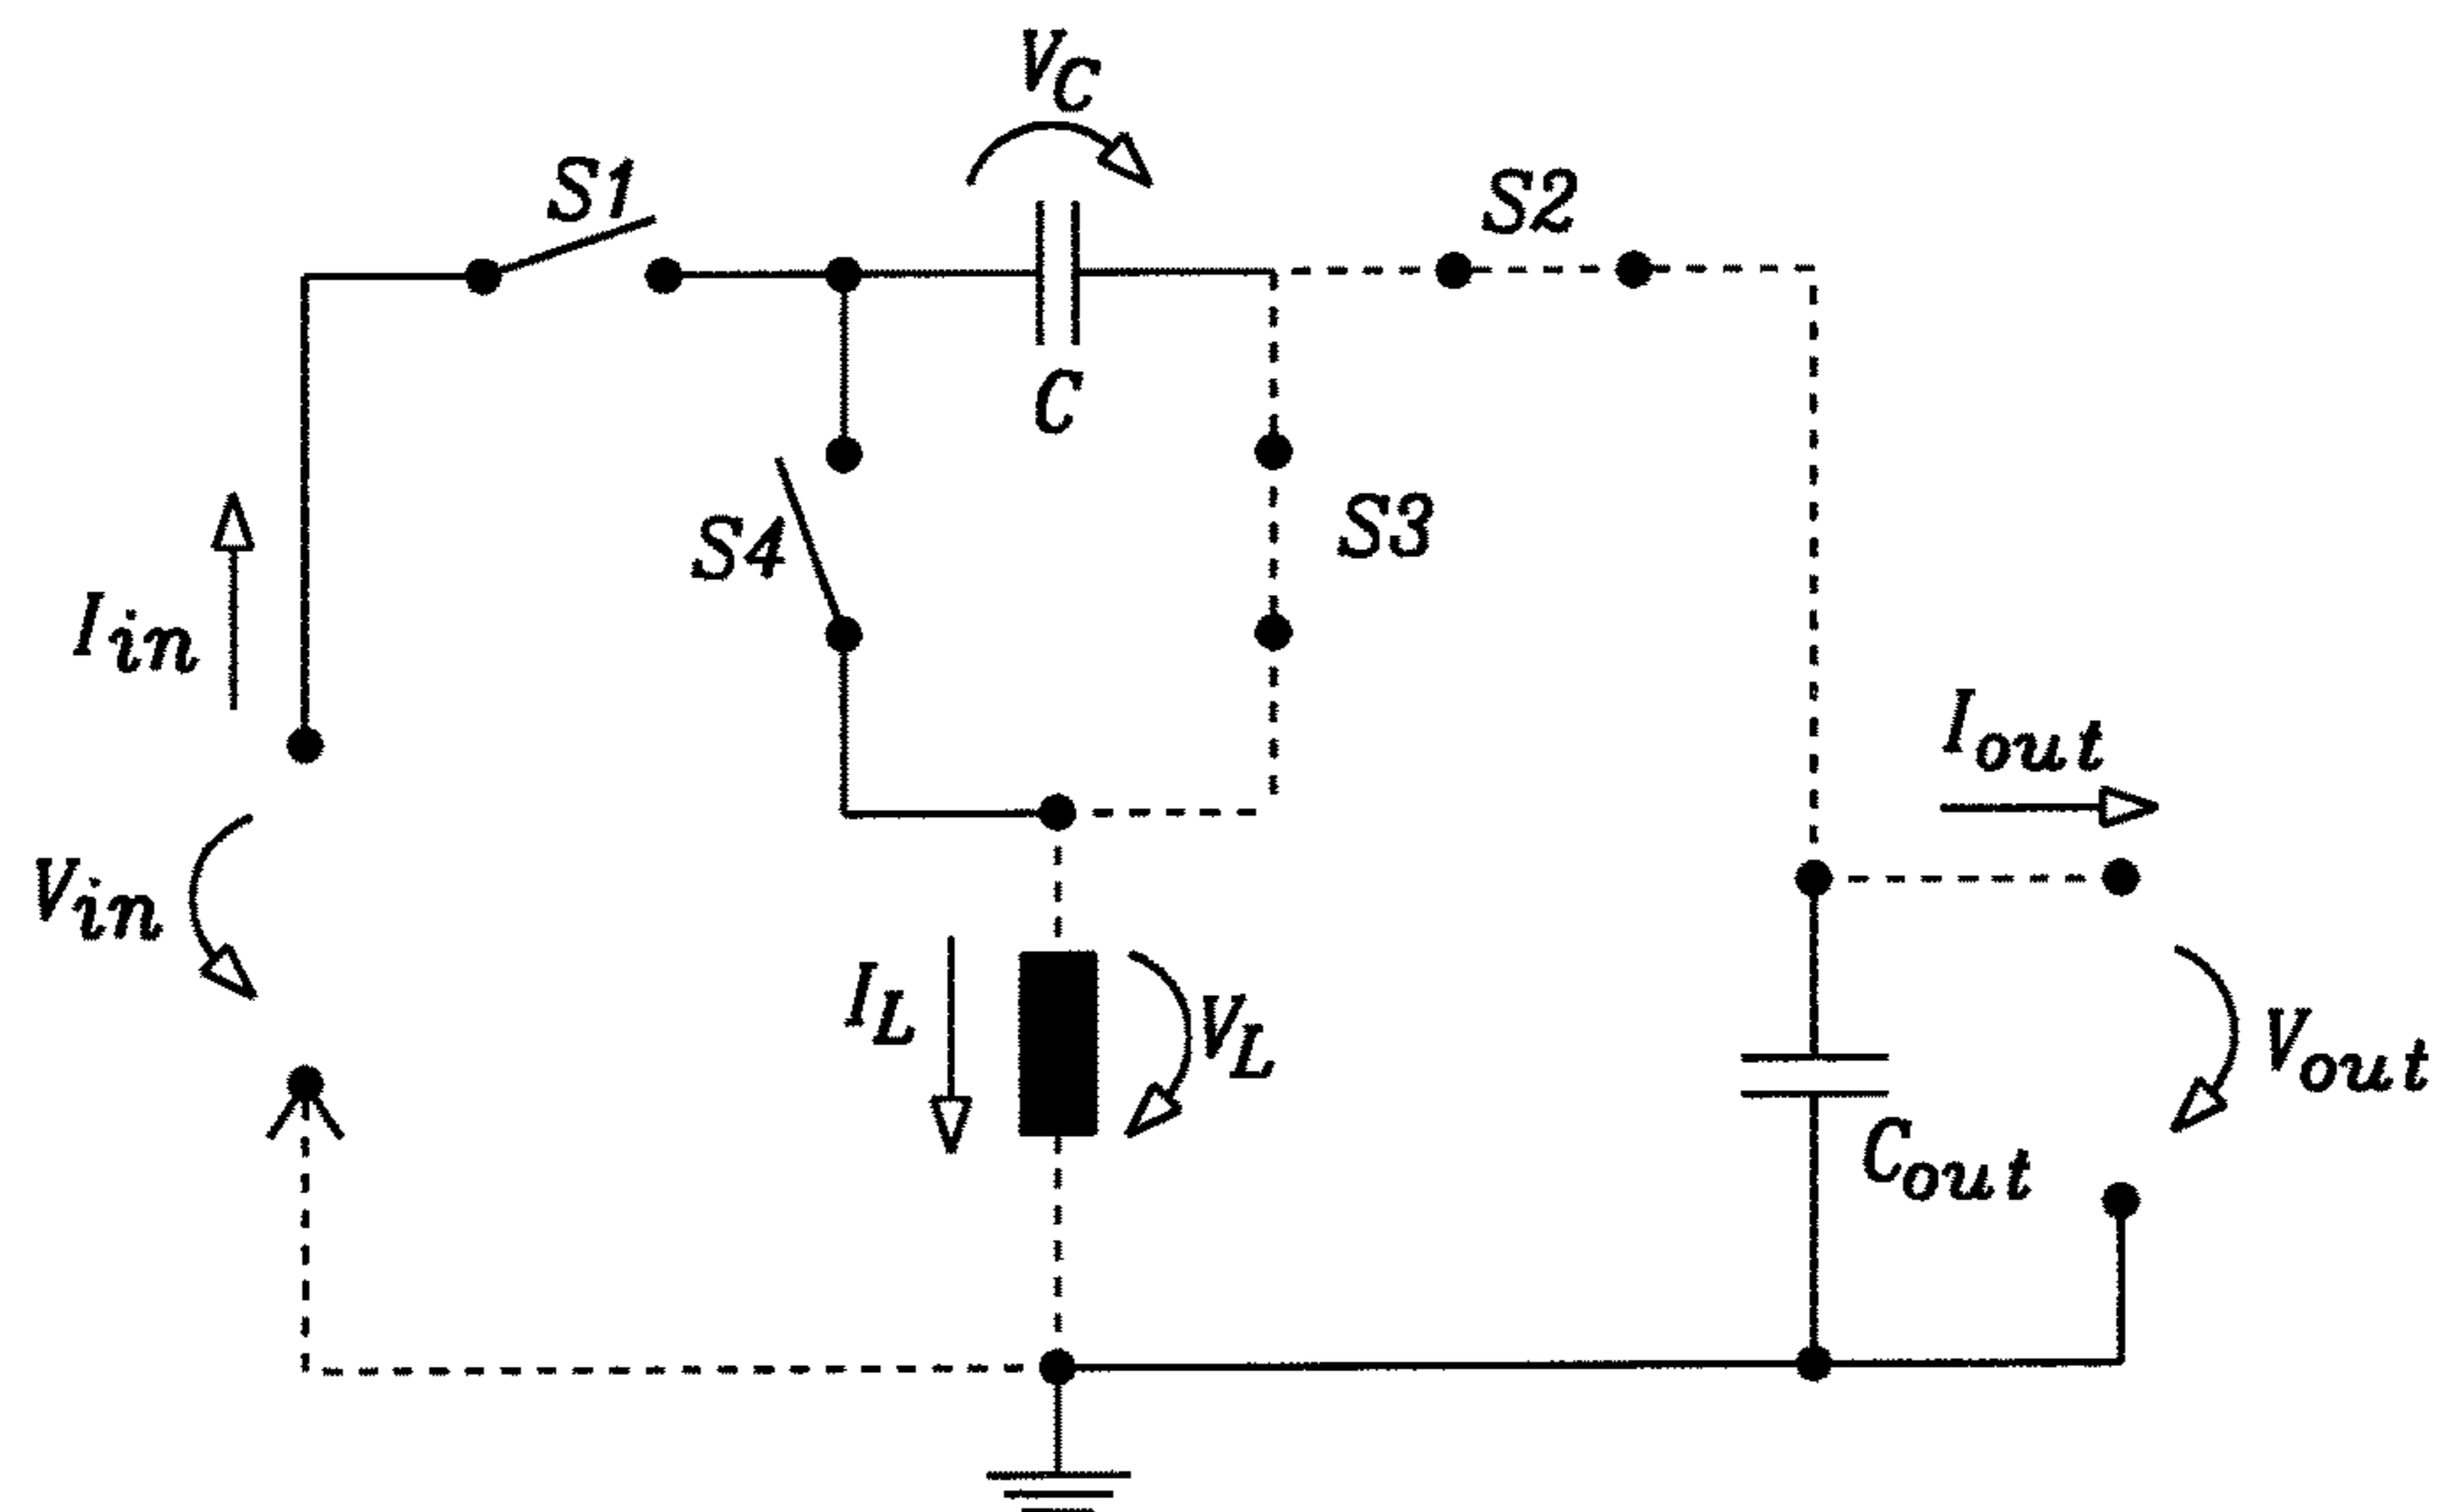 V_C
S1
S2
C
S4
S3
I_in
I_out
V_in
I_L
V_L
V_out
C_out